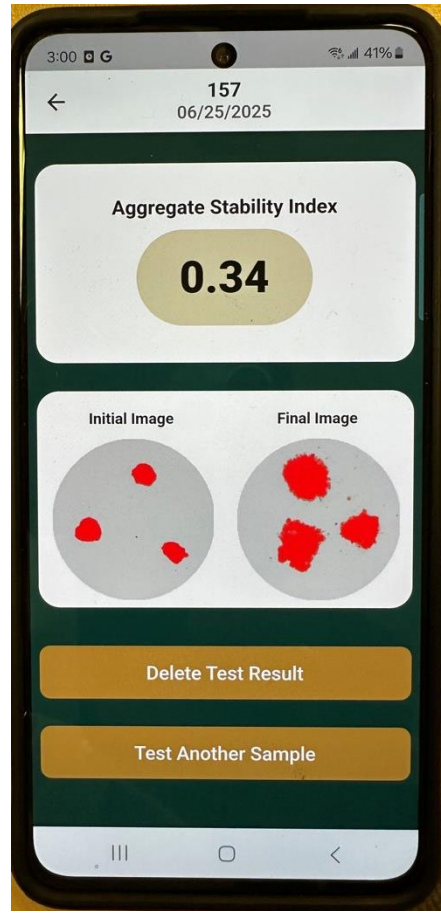 3:00 G 41%
157
06/25/2025
Aggregate Stability Index
0.34
Initial Image Final Image
Delete Test Result
Test Another Sample